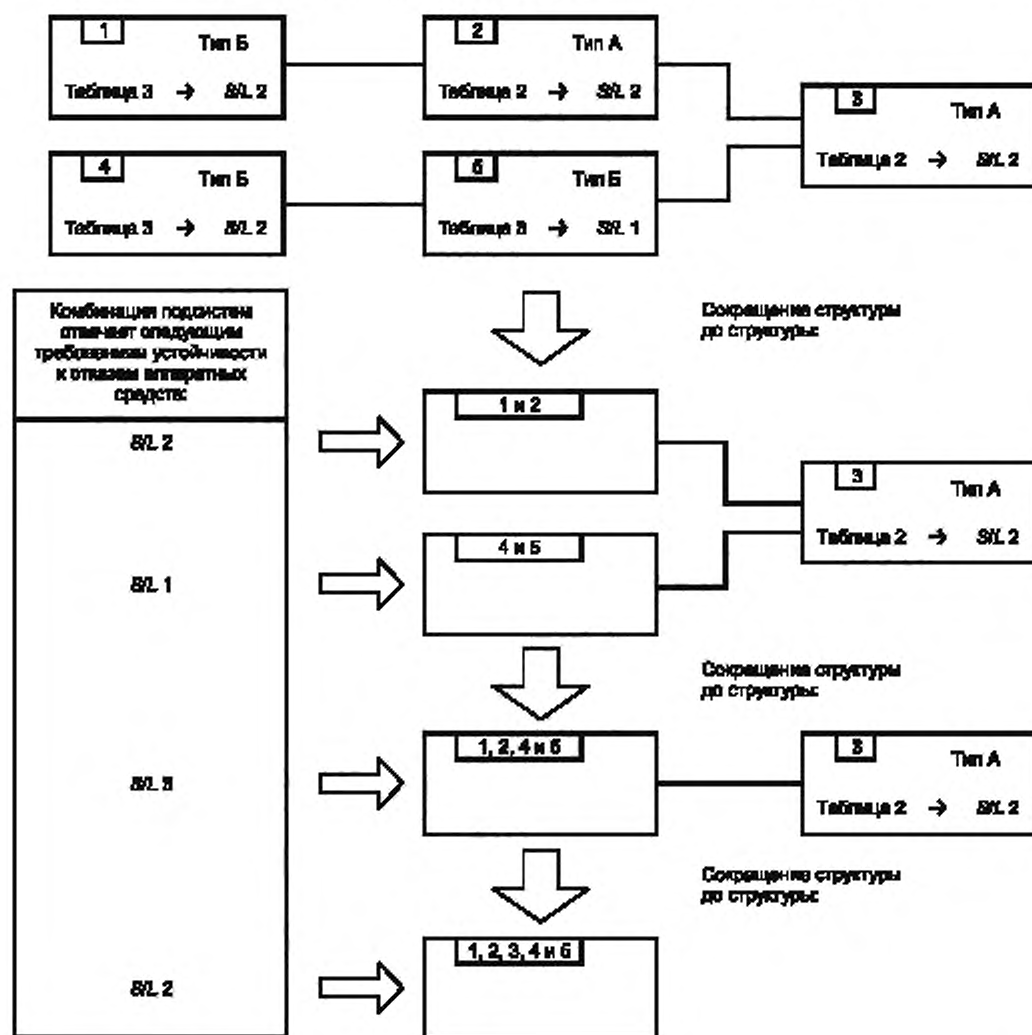 1
Тип Б
Таблица 3 → SIL 2
2
Тип А
Таблица 2 → SIL 2
3
Тип А
Таблица 2 → SIL 2
4
Тип Б
Таблица 3 → SIL 2
5
Тип Б
Таблица 3 → SIL 1
Комбинация подсистем
отвечает следующим
требованиям устойчивости
к отказам аппаратных
средств:
Сокращение структуры
до структуры:
SIL 2
1 и 2
3
Тип А
Таблица 2 → SIL 2
SIL 1
4 и 5
Сокращение структуры
до структуры:
SIL 3
1, 2, 4 и 5
3
Тип А
Таблица 2 → SIL 2
Сокращение структуры
до структуры:
SIL 2
1, 2, 3, 4 и 5